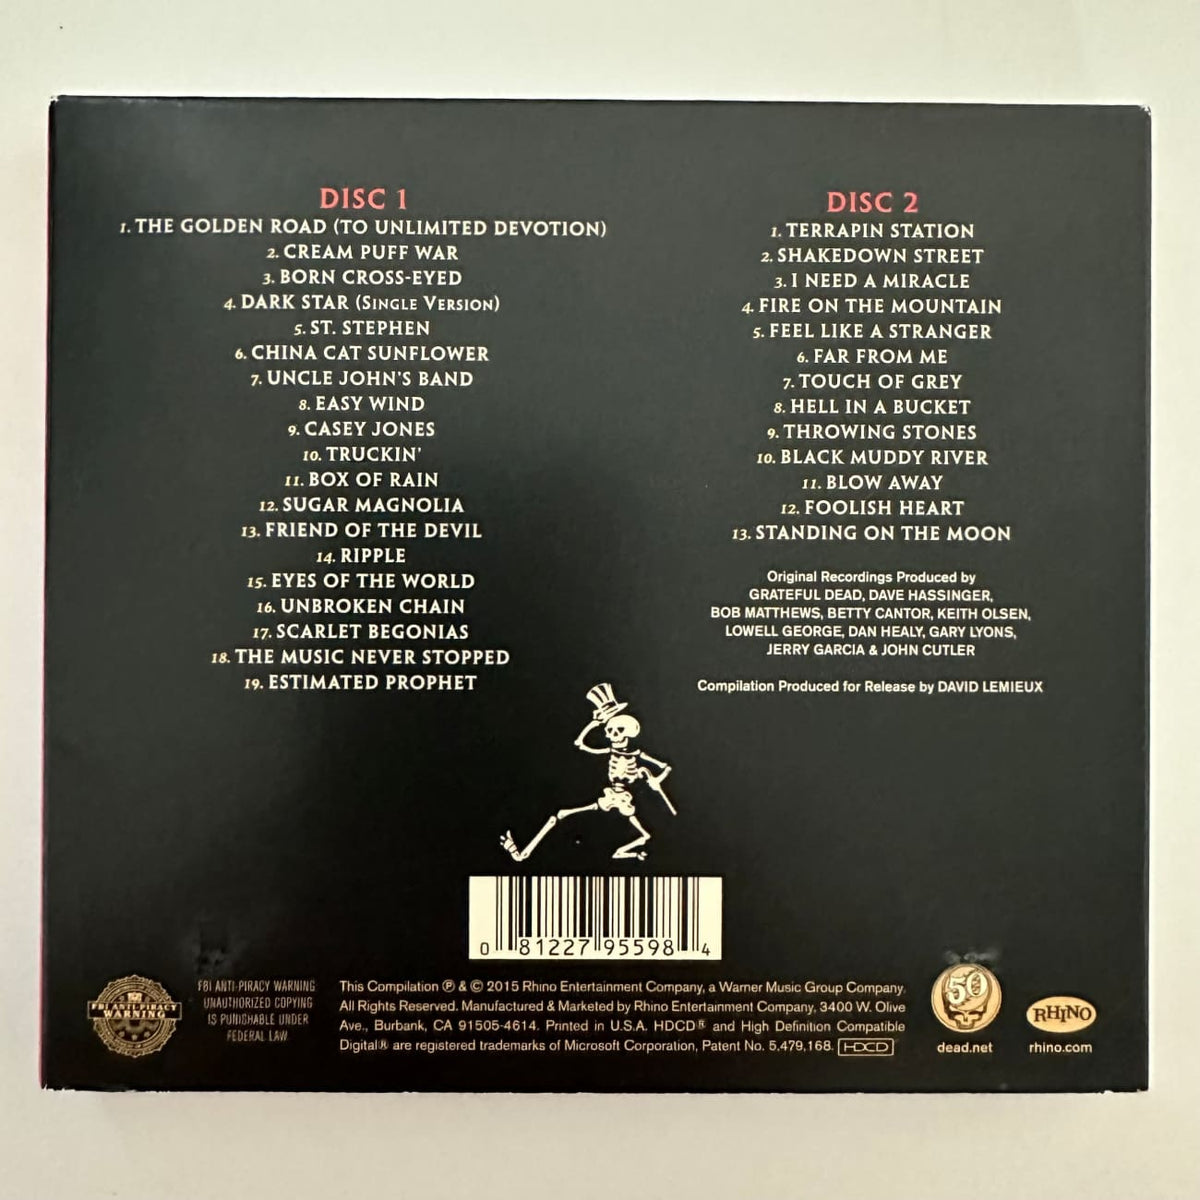 DISC 1
1. THE GOLDEN ROAD (TO UNLIMITED DEVOTION)
2. CREAM PUFF WAR
3. BORN CROSS-EYED
4. DARK STAR (SINGLE VERSION)
5. ST. STEPHEN
6. CHINA CAT SUNFLOWER
7. UNCLE JOHN'S BAND
8. EASY WIND
9. CASEY JONES
10. TRUCKIN'
11. BOX OF RAIN
12. SUGAR MAGNOLIA
13. FRIEND OF THE DEVIL
14. RIPPLE
15. EYES OF THE WORLD
16. UNBROKEN CHAIN
17. SCARLET BEGONIAS
18. THE MUSIC NEVER STOPPED
19. ESTIMATED PROPHET
DISC 2
1. TERRAPIN STATION
2. SHAKEDOWN STREET
3. I NEED A MIRACLE
4. FIRE ON THE MOUNTAIN
5. FEEL LIKE A STRANGER
6. FAR FROM ME
7. TOUCH OF GREY
8. HELL IN A BUCKET
9. THROWING STONES
10. BLACK MUDDY RIVER
11. BLOW AWAY
12. FOOLISH HEART
13. STANDING ON THE MOON
Original Recordings Produced by
GRATEFUL DEAD, DAVE HASSINGER,
BOB MATTHEWS, BETTY CANTOR, KEITH OLSEN,
LOWELL GEORGE, DAN HEALY, GARY LYONS,
JERRY GARCIA & JOHN CUTLER
Compilation Produced for Release by DAVID LEMIEUX
0 81227 95598 4
FBI ANTI-PIRACY
WARNING
FBI ANTI-PIRACY WARNING
UNAUTHORIZED COPYING
IS PUNISHABLE UNDER
FEDERAL LAW
This Compilation ℗ & © 2015 Rhino Entertainment Company, a Warner Music Group Company.
All Rights Reserved. Manufactured & Marketed by Rhino Entertainment Company, 3400 W. Olive
Ave., Burbank, CA 91505-4614. Printed in U.S.A. HDCD® and High Definition Compatible
Digital® are registered trademarks of Microsoft Corporation, Patent No. 5,479,168. HDCD
50
dead.net
RHINO
rhino.com